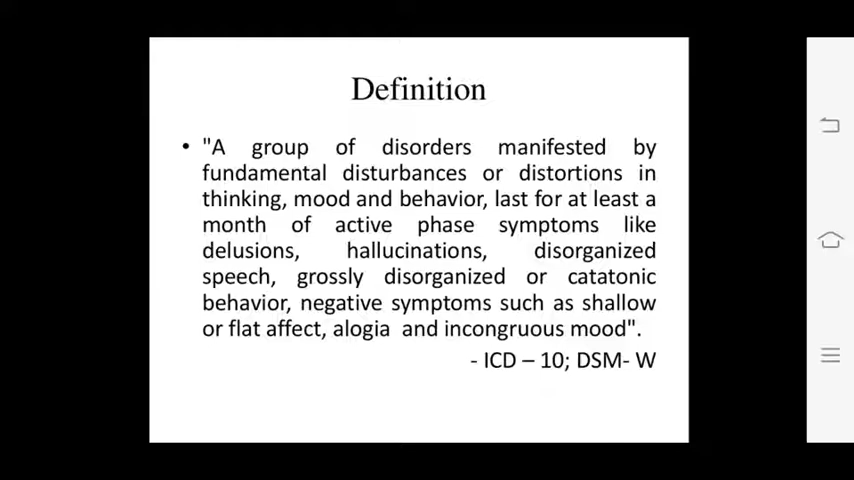 Definition
• "A group of disorders manifested by
fundamental disturbances or distortions in
thinking, mood and behavior, last for at least a
month of active phase symptoms like
delusions, hallucinations, disorganized
speech, grossly disorganized or catatonic
behavior, negative symptoms such as shallow
or flat affect, alogia and incongruous mood".
- ICD – 10; DSM- W